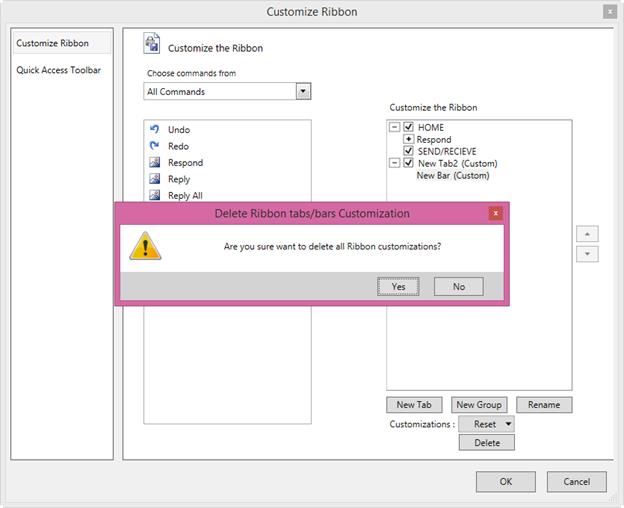 Customize Ribbon
Customize Ribbon
Quick Access Toolbar
Customize the Ribbon
Choose commands from
All Commands
Undo
Redo
Respond
Reply
Reply All
Customize the Ribbon
HOME
Respond
SEND/RECIEVE
New Tab2 (Custom)
New Bar (Custom)
Delete Ribbon tabs/bars Customization
Are you sure want to delete all Ribbon customizations?
Yes No
New Tab New Group Rename
Customizations : Reset
Delete
OK Cancel